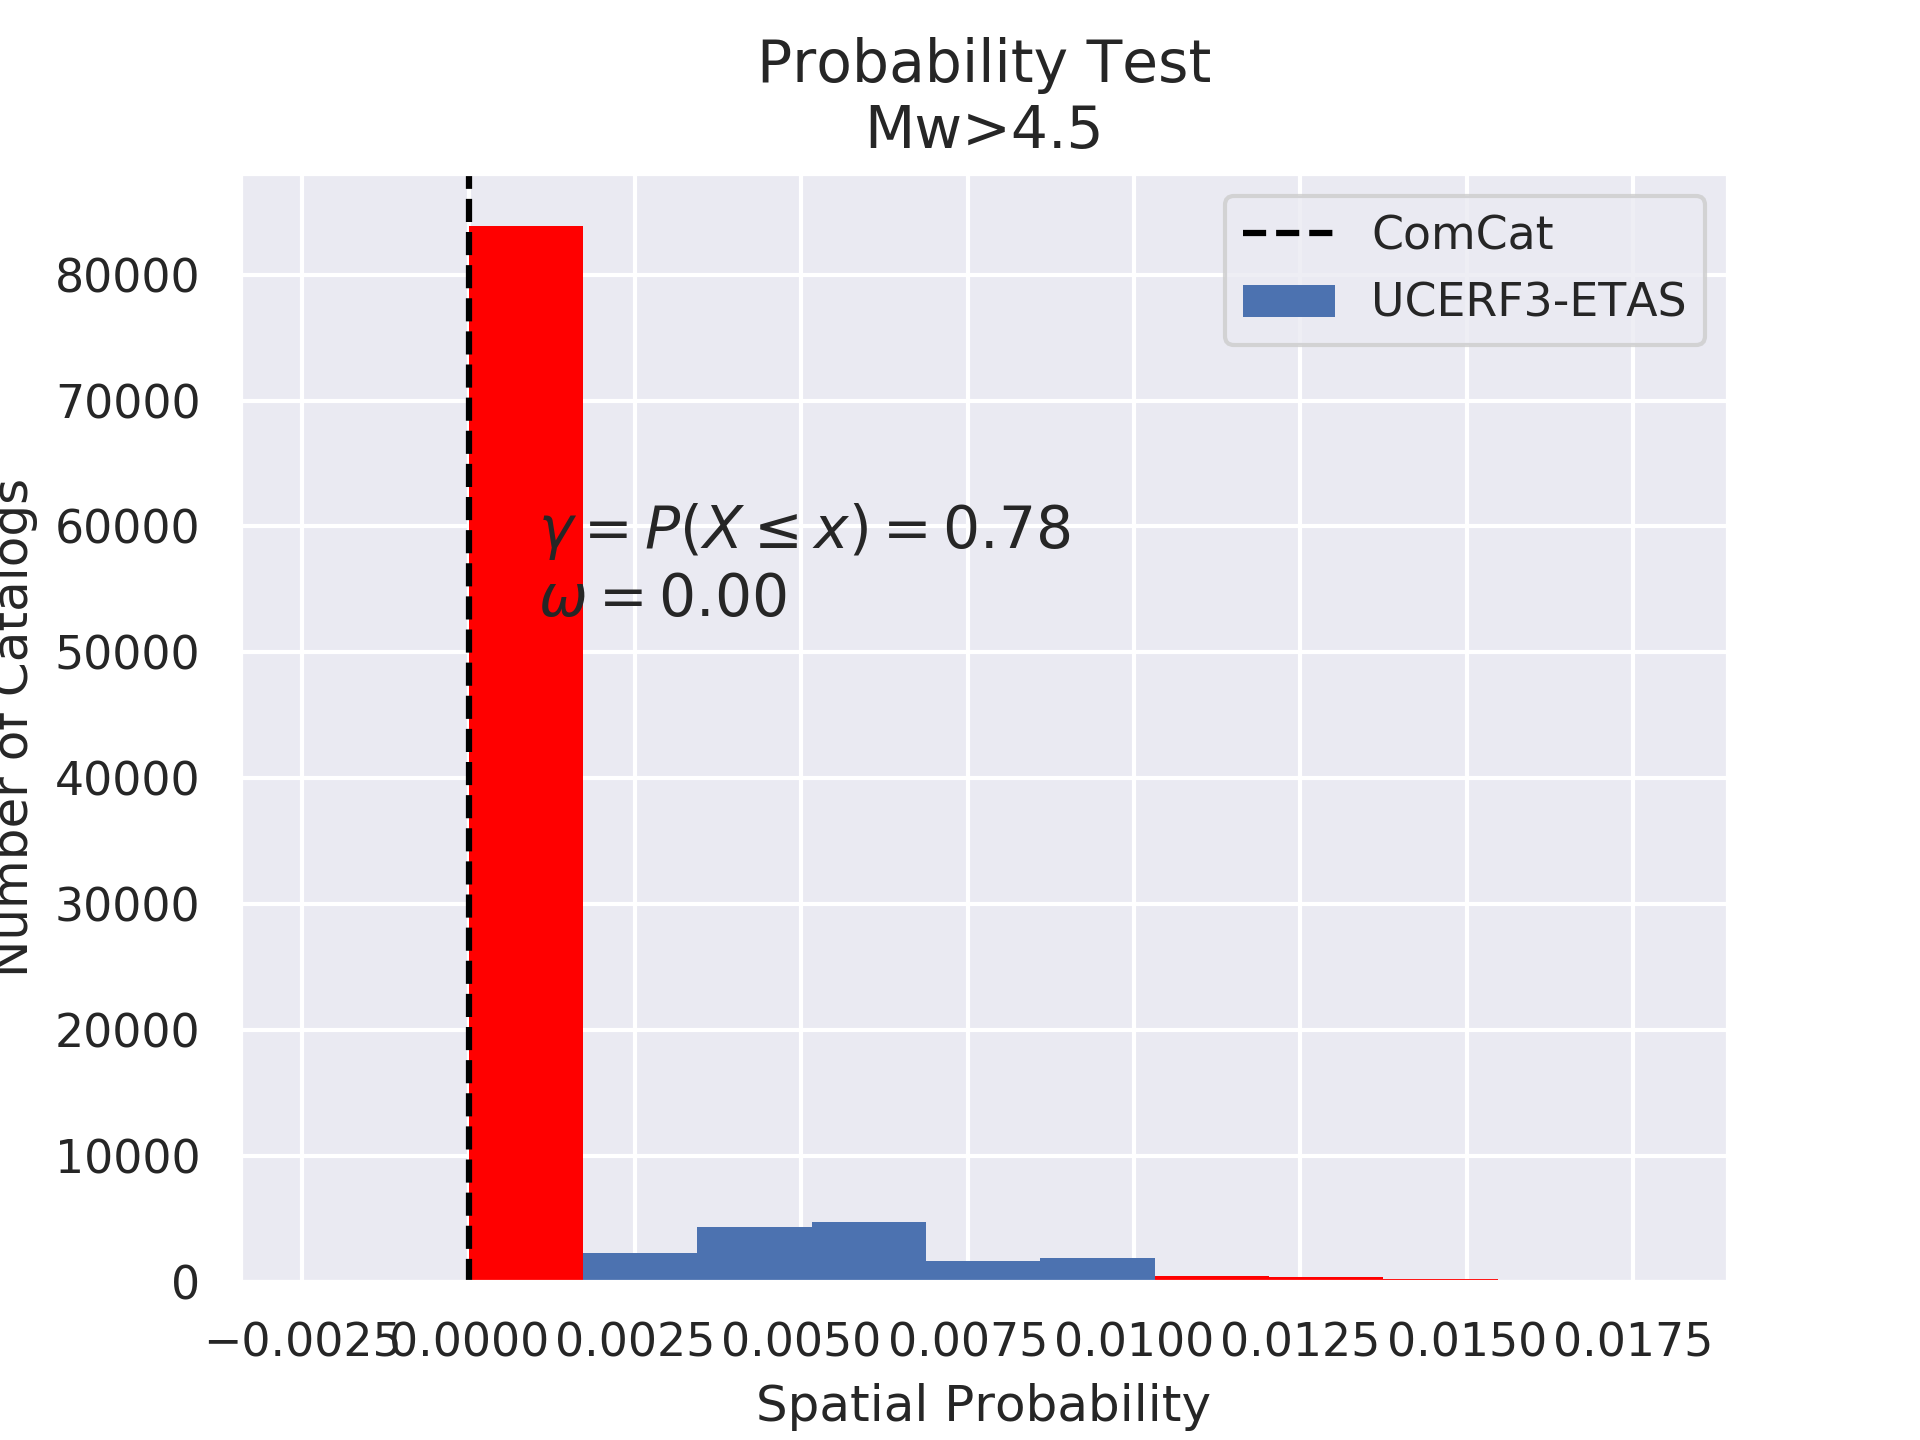 Probability Test
Mw>4.5
ComCat
UCERF3-ETAS
80000
70000
60000
50000
40000
30000
20000
10000
0
Number of Catalogs
γ = P(X ≤ x) = 0.78
ω = 0.00
−0.0025 0.0000 0.0025 0.0050 0.0075 0.0100 0.0125 0.0150 0.0175
Spatial Probability